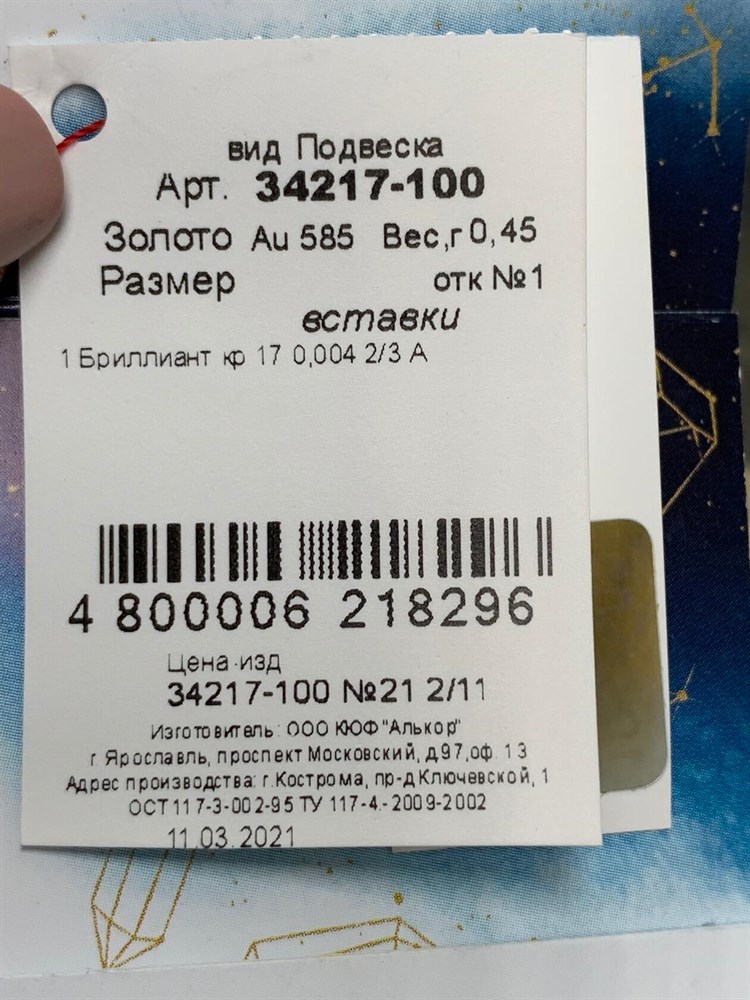 вид Подвеска
Арт. 34217-100
Золото Au 585 Вес,г 0,45
Размер отк №1
вставки
1 Бриллиант кр 17 0,004 2/3 А
4 800006 218296
Цена изд
34217-100 №21 2/11
Изготовитель: ООО КЮФ "Алькор"
г Ярославль, проспект Московский, д.97,оф. 13
Адрес производства: г.Кострома, пр-д Ключевской, 1
ОСТ 117-3-002-95 ТУ 117-4.-2009-2002
11.03.2021